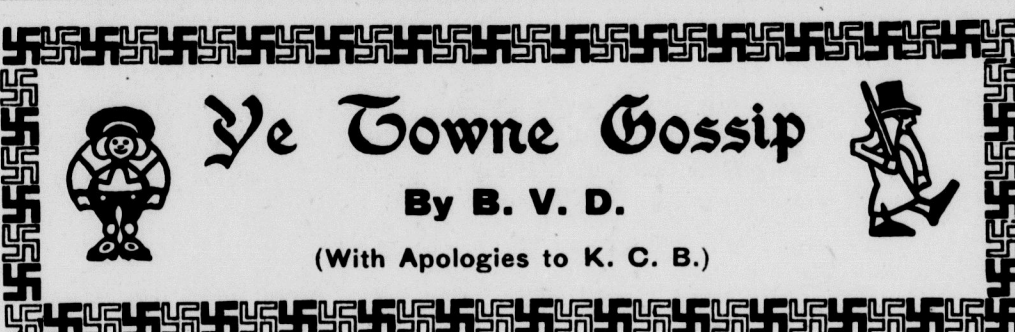 Ye Towne Gossip
By B. V. D.
(With Apologies to K. C. B.)